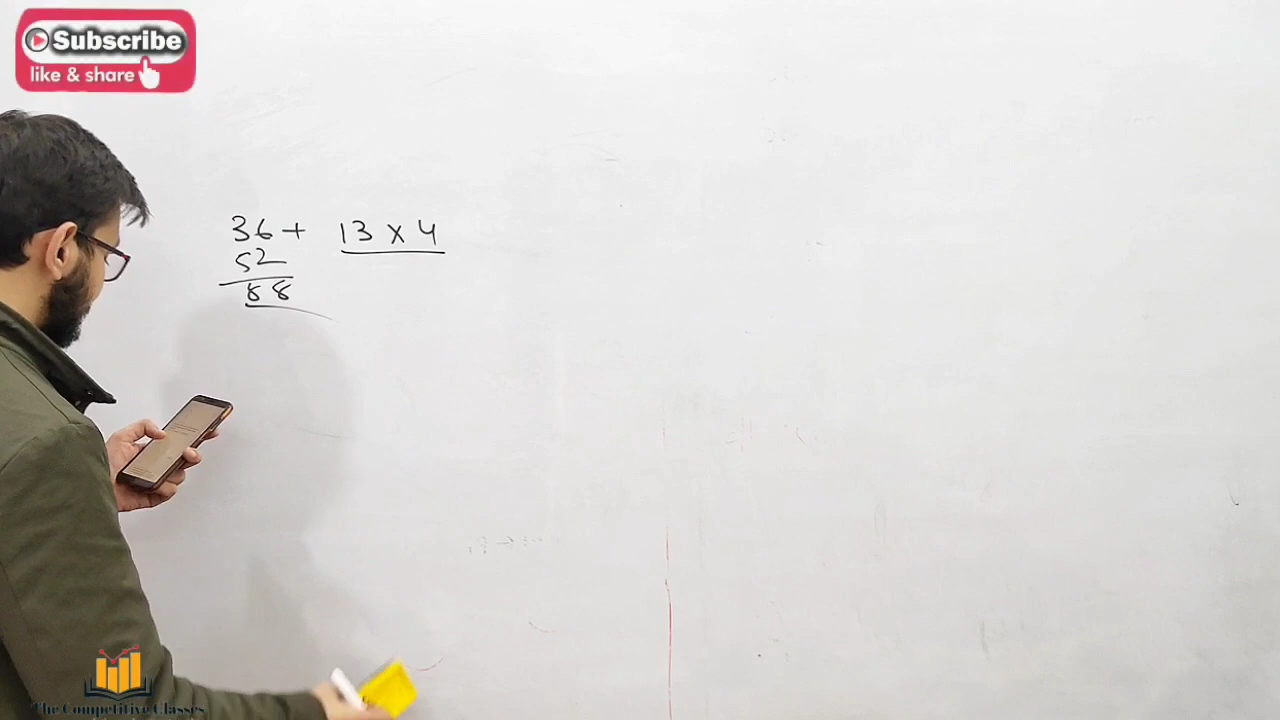 Subscribe
like & share
36 + 13 x 4
52
88
The Competitive Classes